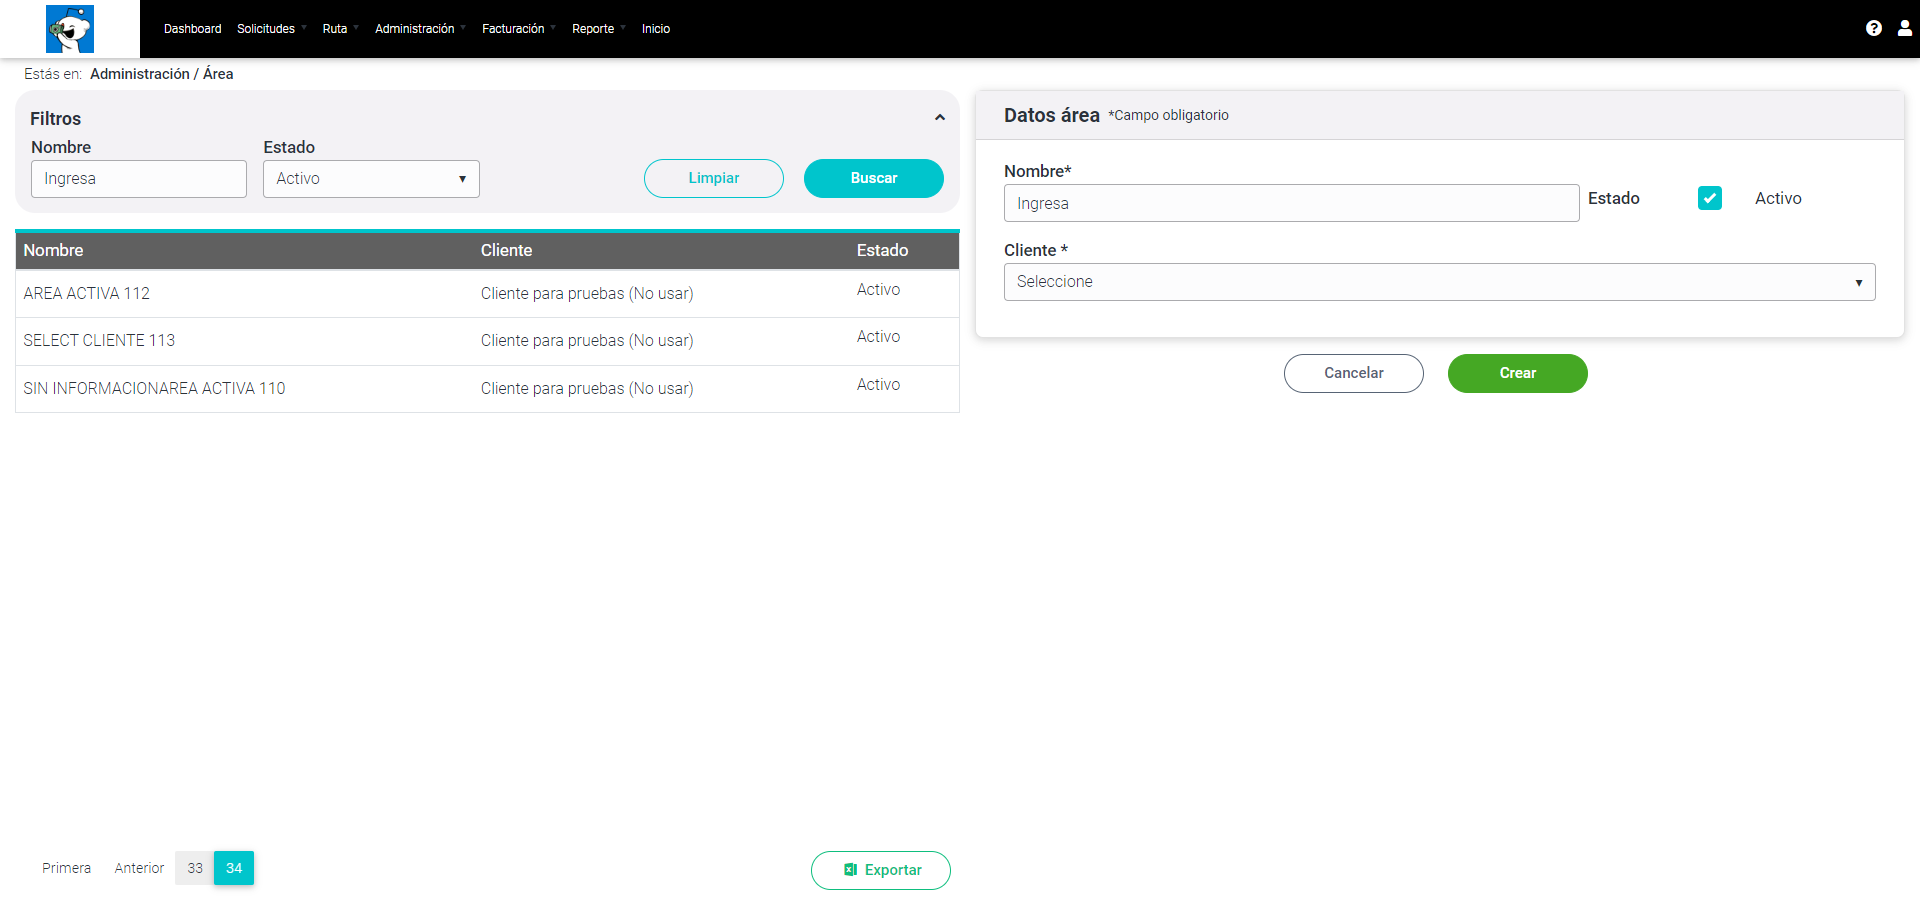 Dashboard Solicitudes Ruta Administración Facturación Reporte Inicio
Estás en: Administración / Área
Filtros
Nombre Estado
Ingresa Activo Limpiar Buscar
Nombre Cliente Estado
AREA ACTIVA 112 Cliente para pruebas (No usar) Activo
SELECT CLIENTE 113 Cliente para pruebas (No usar) Activo
SIN INFORMACIONAREA ACTIVA 110 Cliente para pruebas (No usar) Activo
Primera Anterior 33 34 Exportar
Datos área *Campo obligatorio
Nombre*
Ingresa Estado Activo
Cliente *
Seleccione
Cancelar Crear